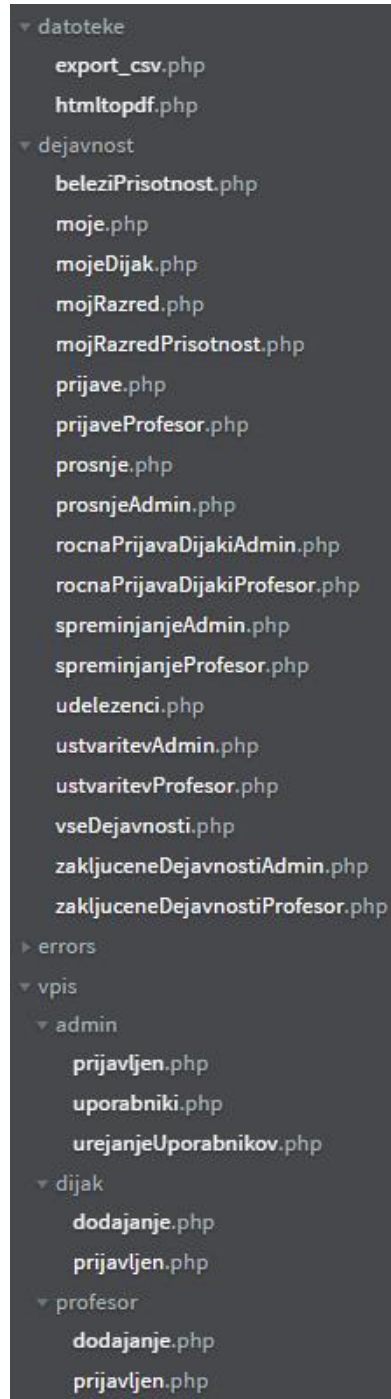 datoteke
export_csv.php
htmltopdf.php
dejavnost
beleziPrisotnost.php
moje.php
mojeDijak.php
mojRazred.php
mojRazredPrisotnost.php
prijave.php
prijaveProfesor.php
prosnje.php
prosnjeAdmin.php
rocnaPrijavaDijakiAdmin.php
rocnaPrijavaDijakiProfesor.php
spreminjanjeAdmin.php
spreminjanjeProfesor.php
udelezenci.php
ustvaritevAdmin.php
ustvaritevProfesor.php
vseDejavnosti.php
zakljuceneDejavnostiAdmin.php
zakljuceneDejavnostiProfesor.php
errors
vpis
admin
prijavljen.php
uporabniki.php
urejanjeUporabnikov.php
dijak
dodajanje.php
prijavljen.php
profesor
dodajanje.php
prijavljen.php